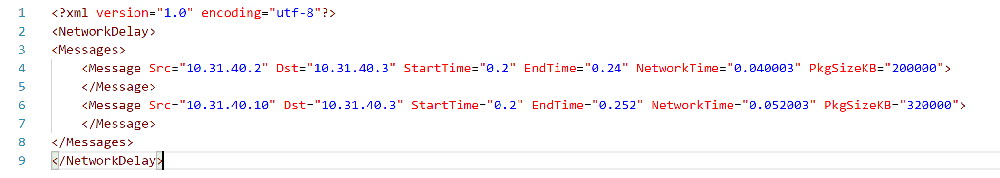 1 <?xml version="1.0" encoding="utf-8"?>
2 <NetworkDelay>
3 <Messages>
4 <Message Src="10.31.40.2" Dst="10.31.40.3" StartTime="0.2" EndTime="0.24" NetworkTime="0.040003" PkgSizeKB="200000">
5 </Message>
6 <Message Src="10.31.40.10" Dst="10.31.40.3" StartTime="0.2" EndTime="0.252" NetworkTime="0.052003" PkgSizeKB="320000">
7 </Message>
8 </Messages>
9 </NetworkDelay>